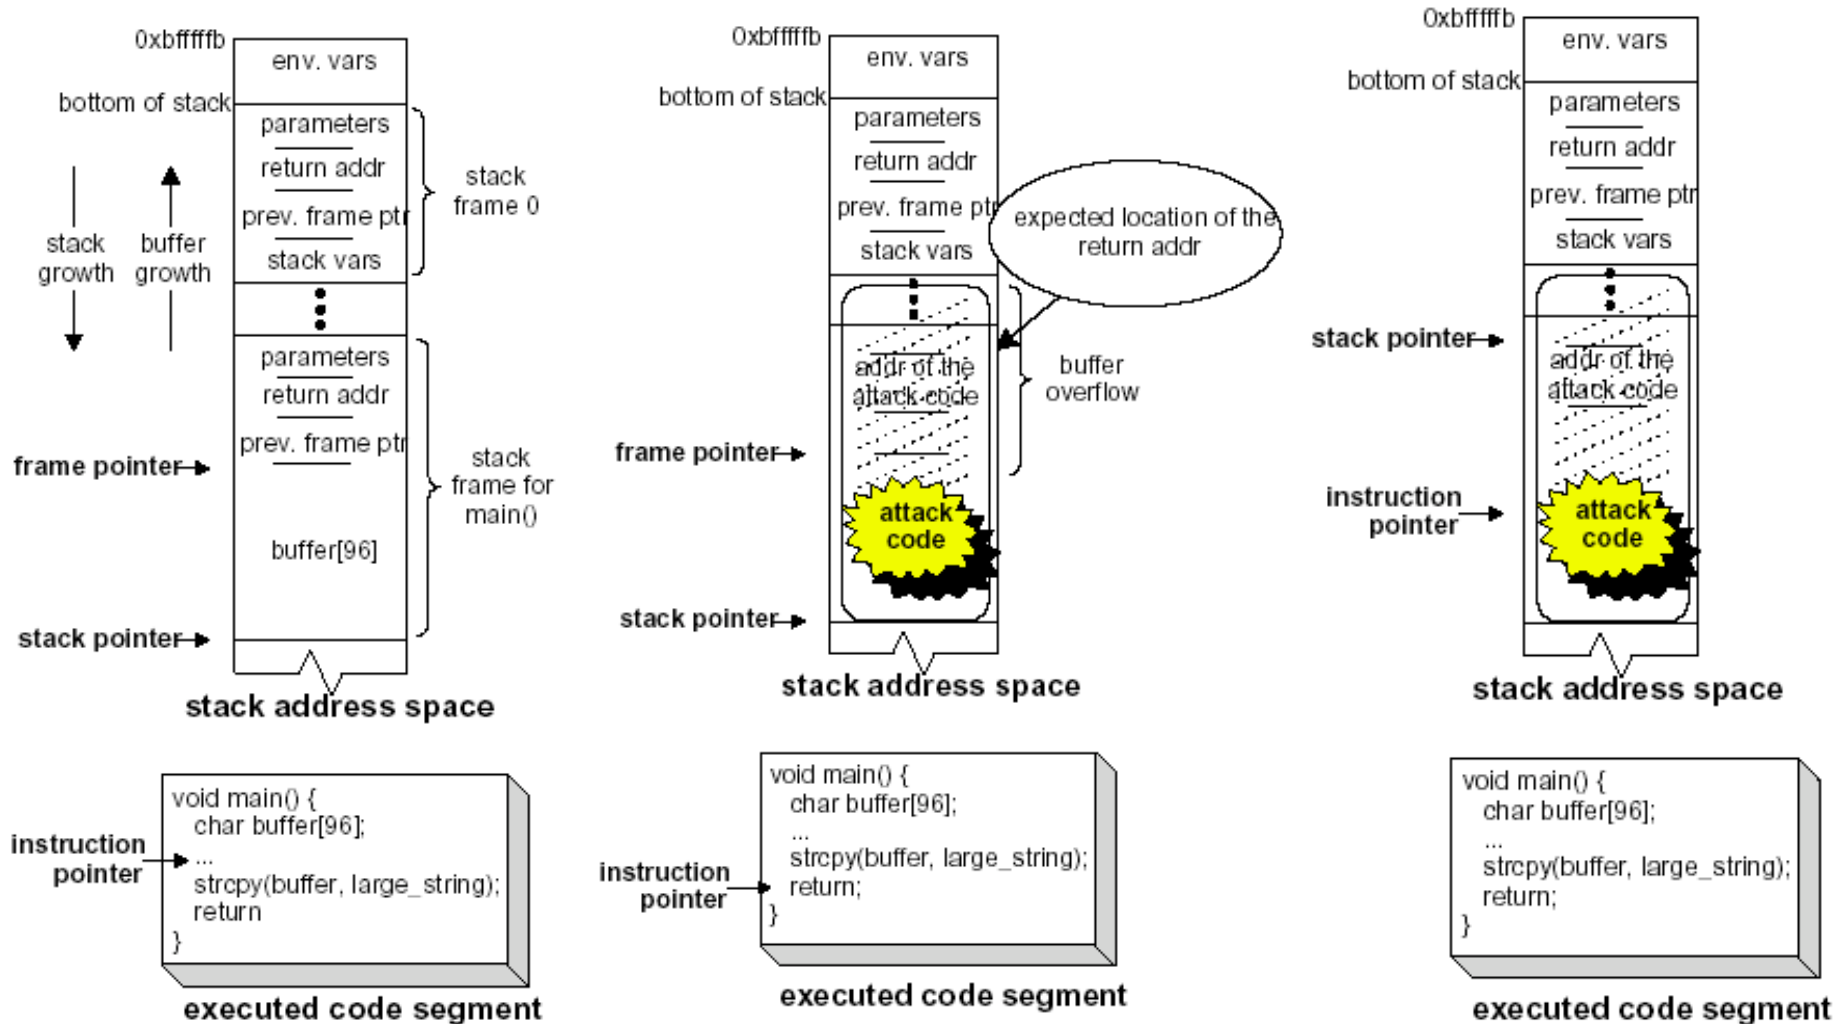 0xbfffffb
env. vars
bottom of stack
parameters
return addr
prev. frame ptr
stack vars
stack
frame 0
stack
growth
buffer
growth
parameters
return addr
prev. frame ptr
frame pointer
stack
frame for
main()
buffer[96]
stack pointer
stack address space
void main() {
char buffer[96];
...
strcpy(buffer, large_string);
return
}
instruction
pointer
executed code segment
0xbfffffb
env. vars
bottom of stack
parameters
return addr
prev. frame ptr
stack vars
expected location of the
return addr
addr of the
attack code
buffer
overflow
frame pointer
attack
code
stack pointer
stack address space
void main() {
char buffer[96];
...
strcpy(buffer, large_string);
return;
}
instruction
pointer
executed code segment
0xbfffffb
env. vars
bottom of stack
parameters
return addr
prev. frame ptr
stack vars
stack pointer
addr of the
attack code
instruction
pointer
attack
code
stack address space
void main() {
char buffer[96];
...
strcpy(buffer, large_string);
return;
}
executed code segment